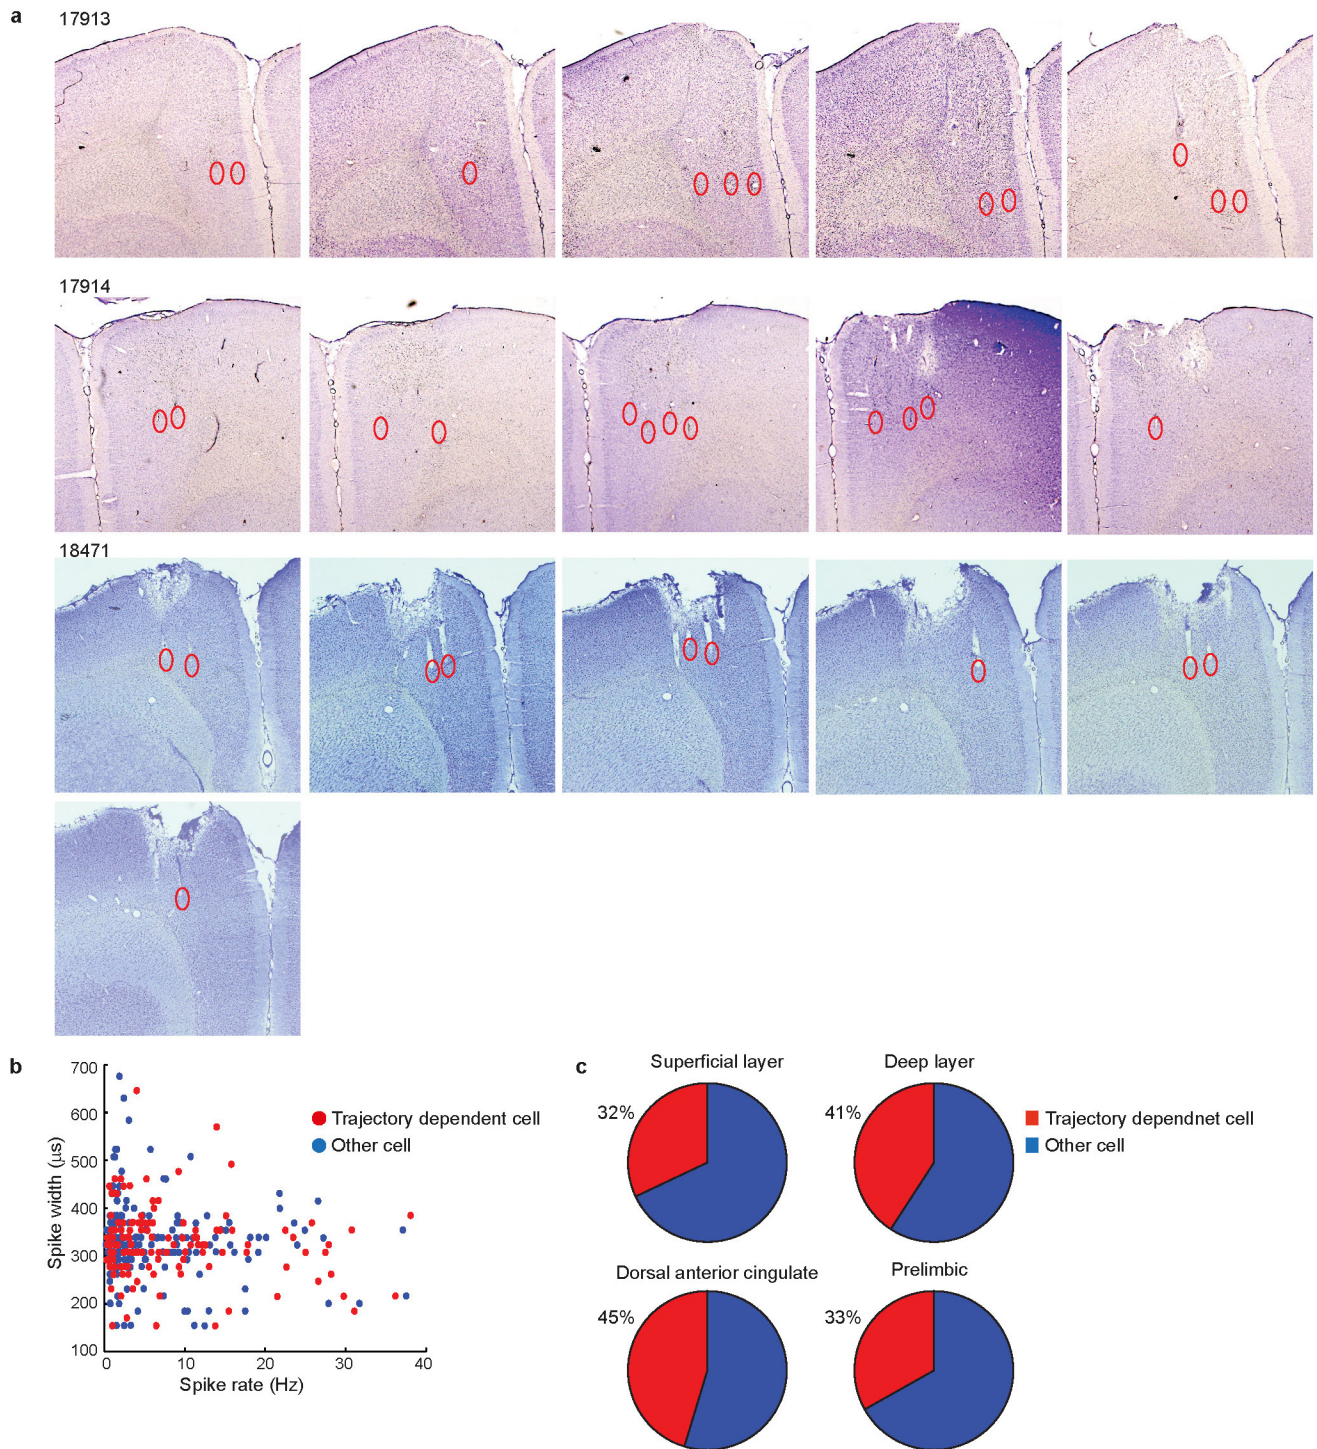 a
17913
17914
18471
b
700
600
500
400
300
200
100
Spike width (µs)
0 10 20 30 40
Spike rate (Hz)
Trajectory dependent cell
Other cell
c
Superficial layer
32%
Deep layer
41%
Trajectory dependnet cell
Other cell
Dorsal anterior cingulate
45%
Prelimbic
33%